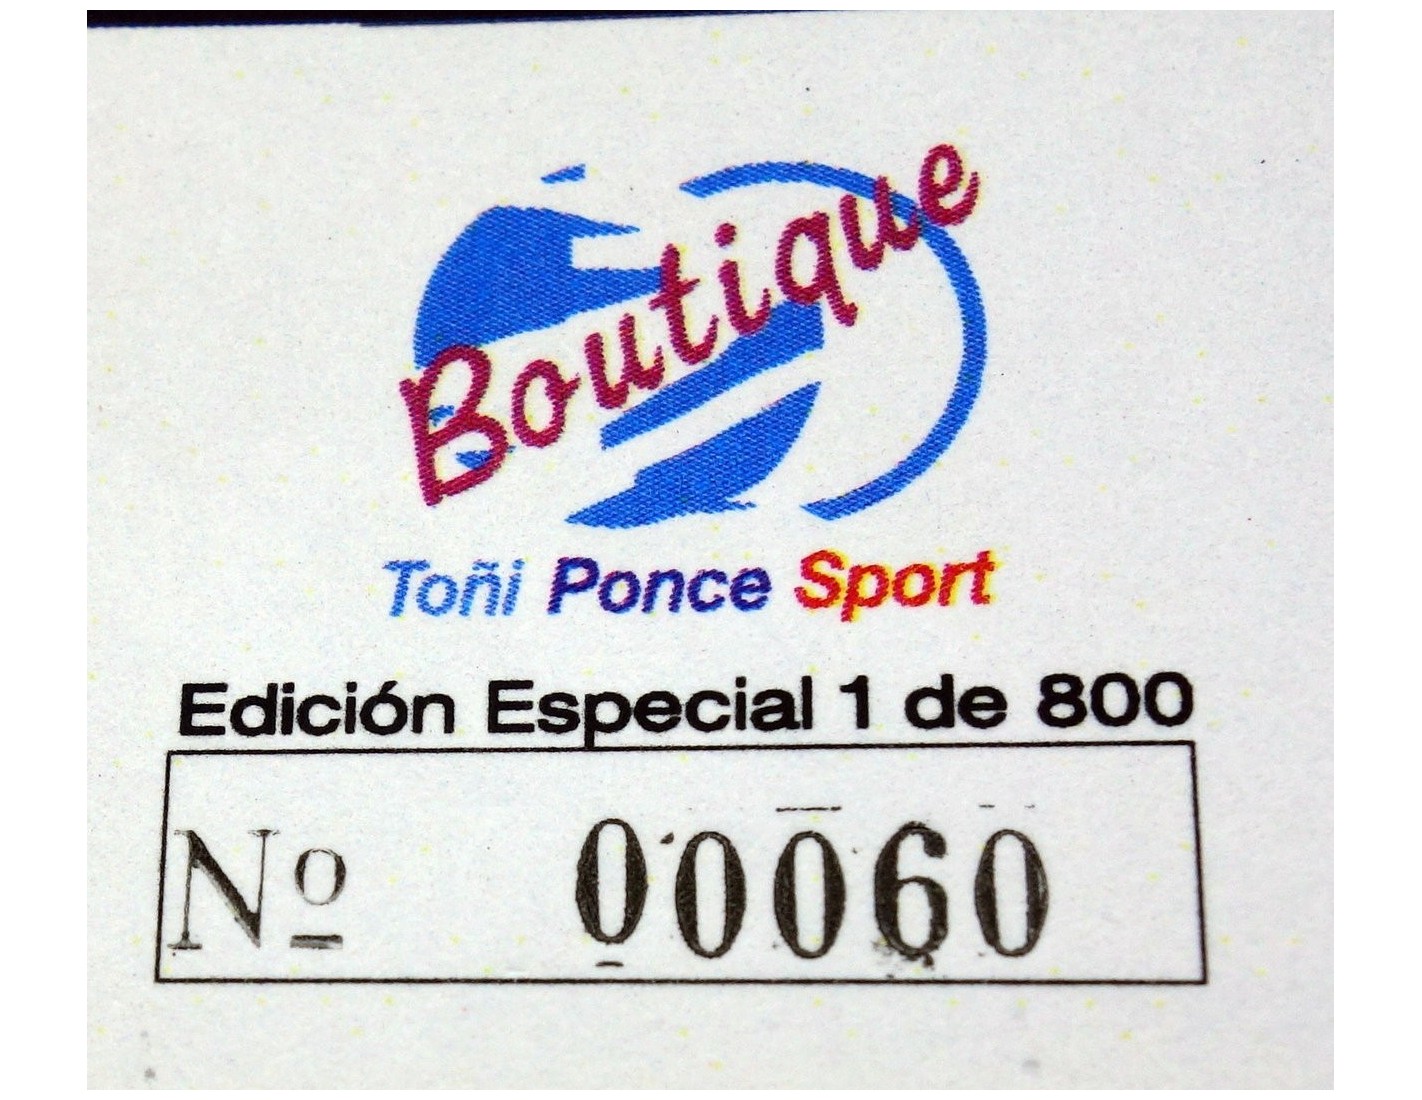 Boutique
Toñi Ponce Sport
Edición Especial 1 de 800
Nº 00060